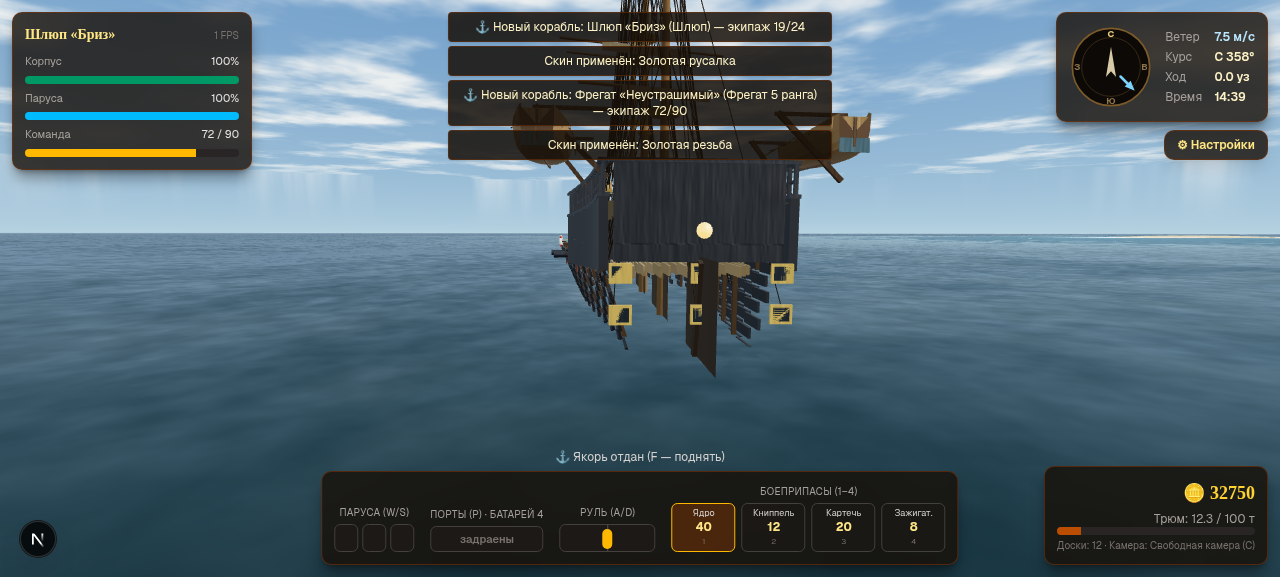 Шлюп «Бриз»
1 FPS
Корпус
100%
Паруса
100%
Команда
72 / 90
⚓ Новый корабль: Шлюп «Бриз» (Шлюп) — экипаж 19/24
Скин применён: Золотая русалка
⚓ Новый корабль: Фрегат «Неустрашимый» (Фрегат 5 ранга)
— экипаж 72/90
Скин применён: Золотая резьба
С
З
В
Ю
Ветер 7.5 м/с
Курс С 358°
Ход 0.0 уз
Время 14:39
⚙ Настройки
⚓ Якорь отдан (F — поднять)
ПАРУСА (W/S)
ПОРТЫ (P) · БАТАРЕЙ 4
задраены
РУЛЬ (A/D)
БОЕПРИПАСЫ (1–4)
Ядро
40
1
Книппель
12
2
Картечь
20
3
Зажигат.
8
4
🪙 32750
Трюм: 12.3 / 100 т
Доски: 12 · Камера: Свободная камера (C)
N